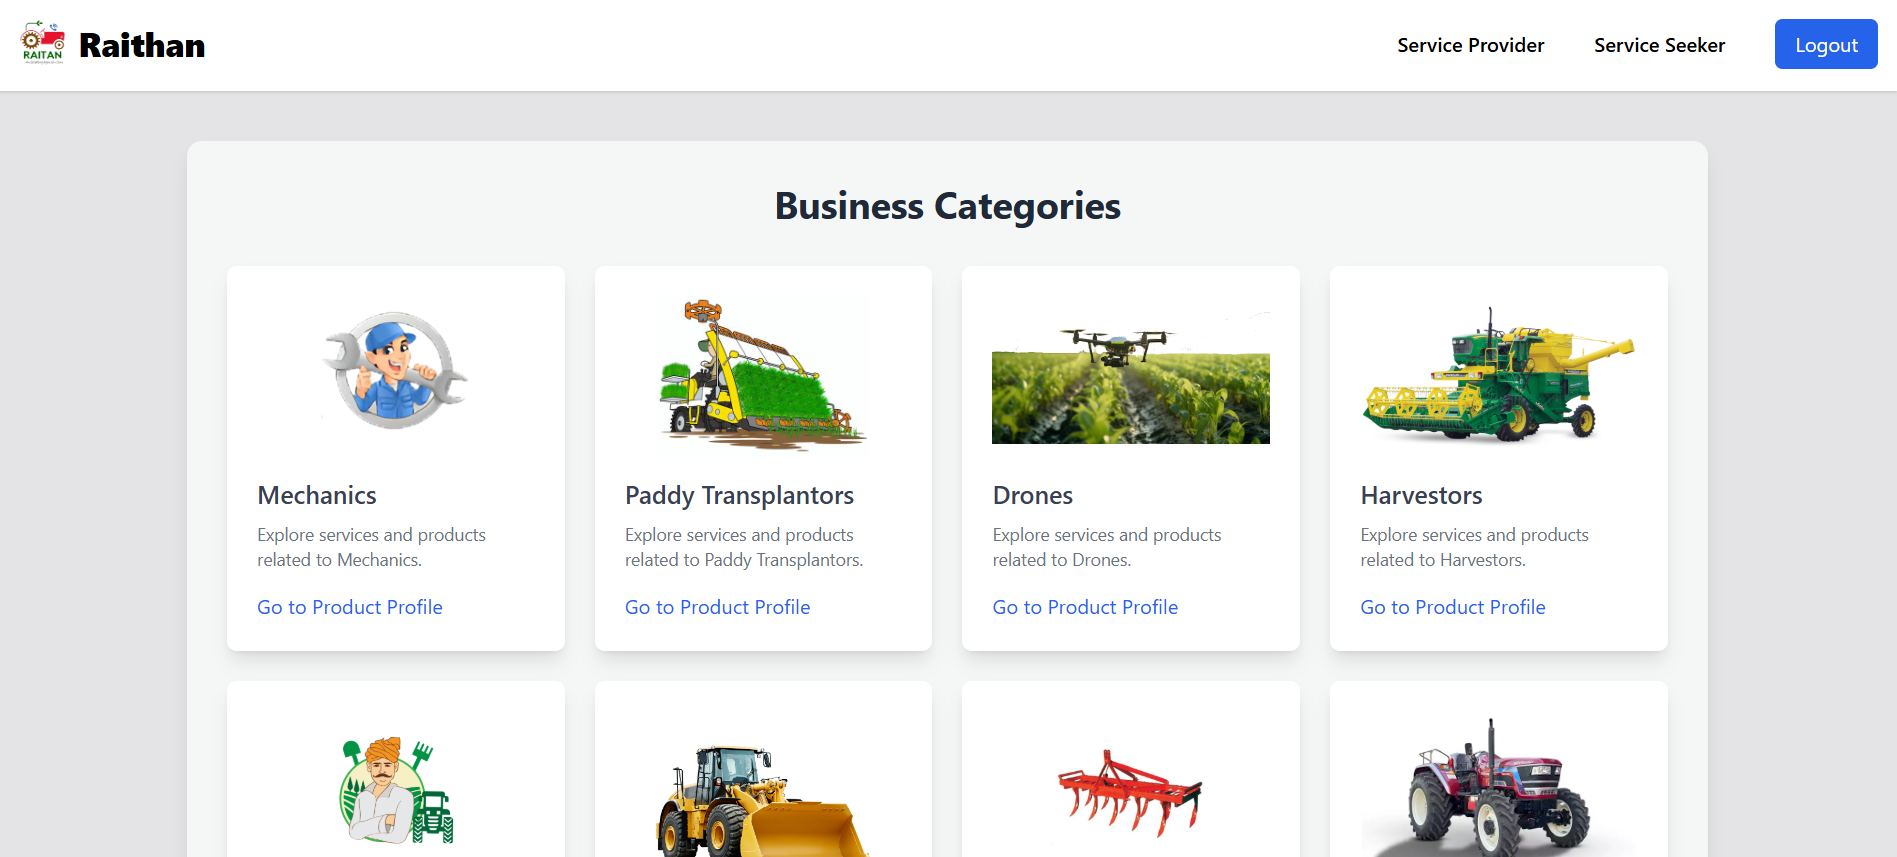 RAITAN
Raithan
Service Provider
Service Seeker
Logout
Business Categories
Mechanics
Explore services and products
related to Mechanics.
Go to Product Profile
Paddy Transplantors
Explore services and products
related to Paddy Transplantors.
Go to Product Profile
Drones
Explore services and products
related to Drones.
Go to Product Profile
Harvestors
Explore services and products
related to Harvestors.
Go to Product Profile